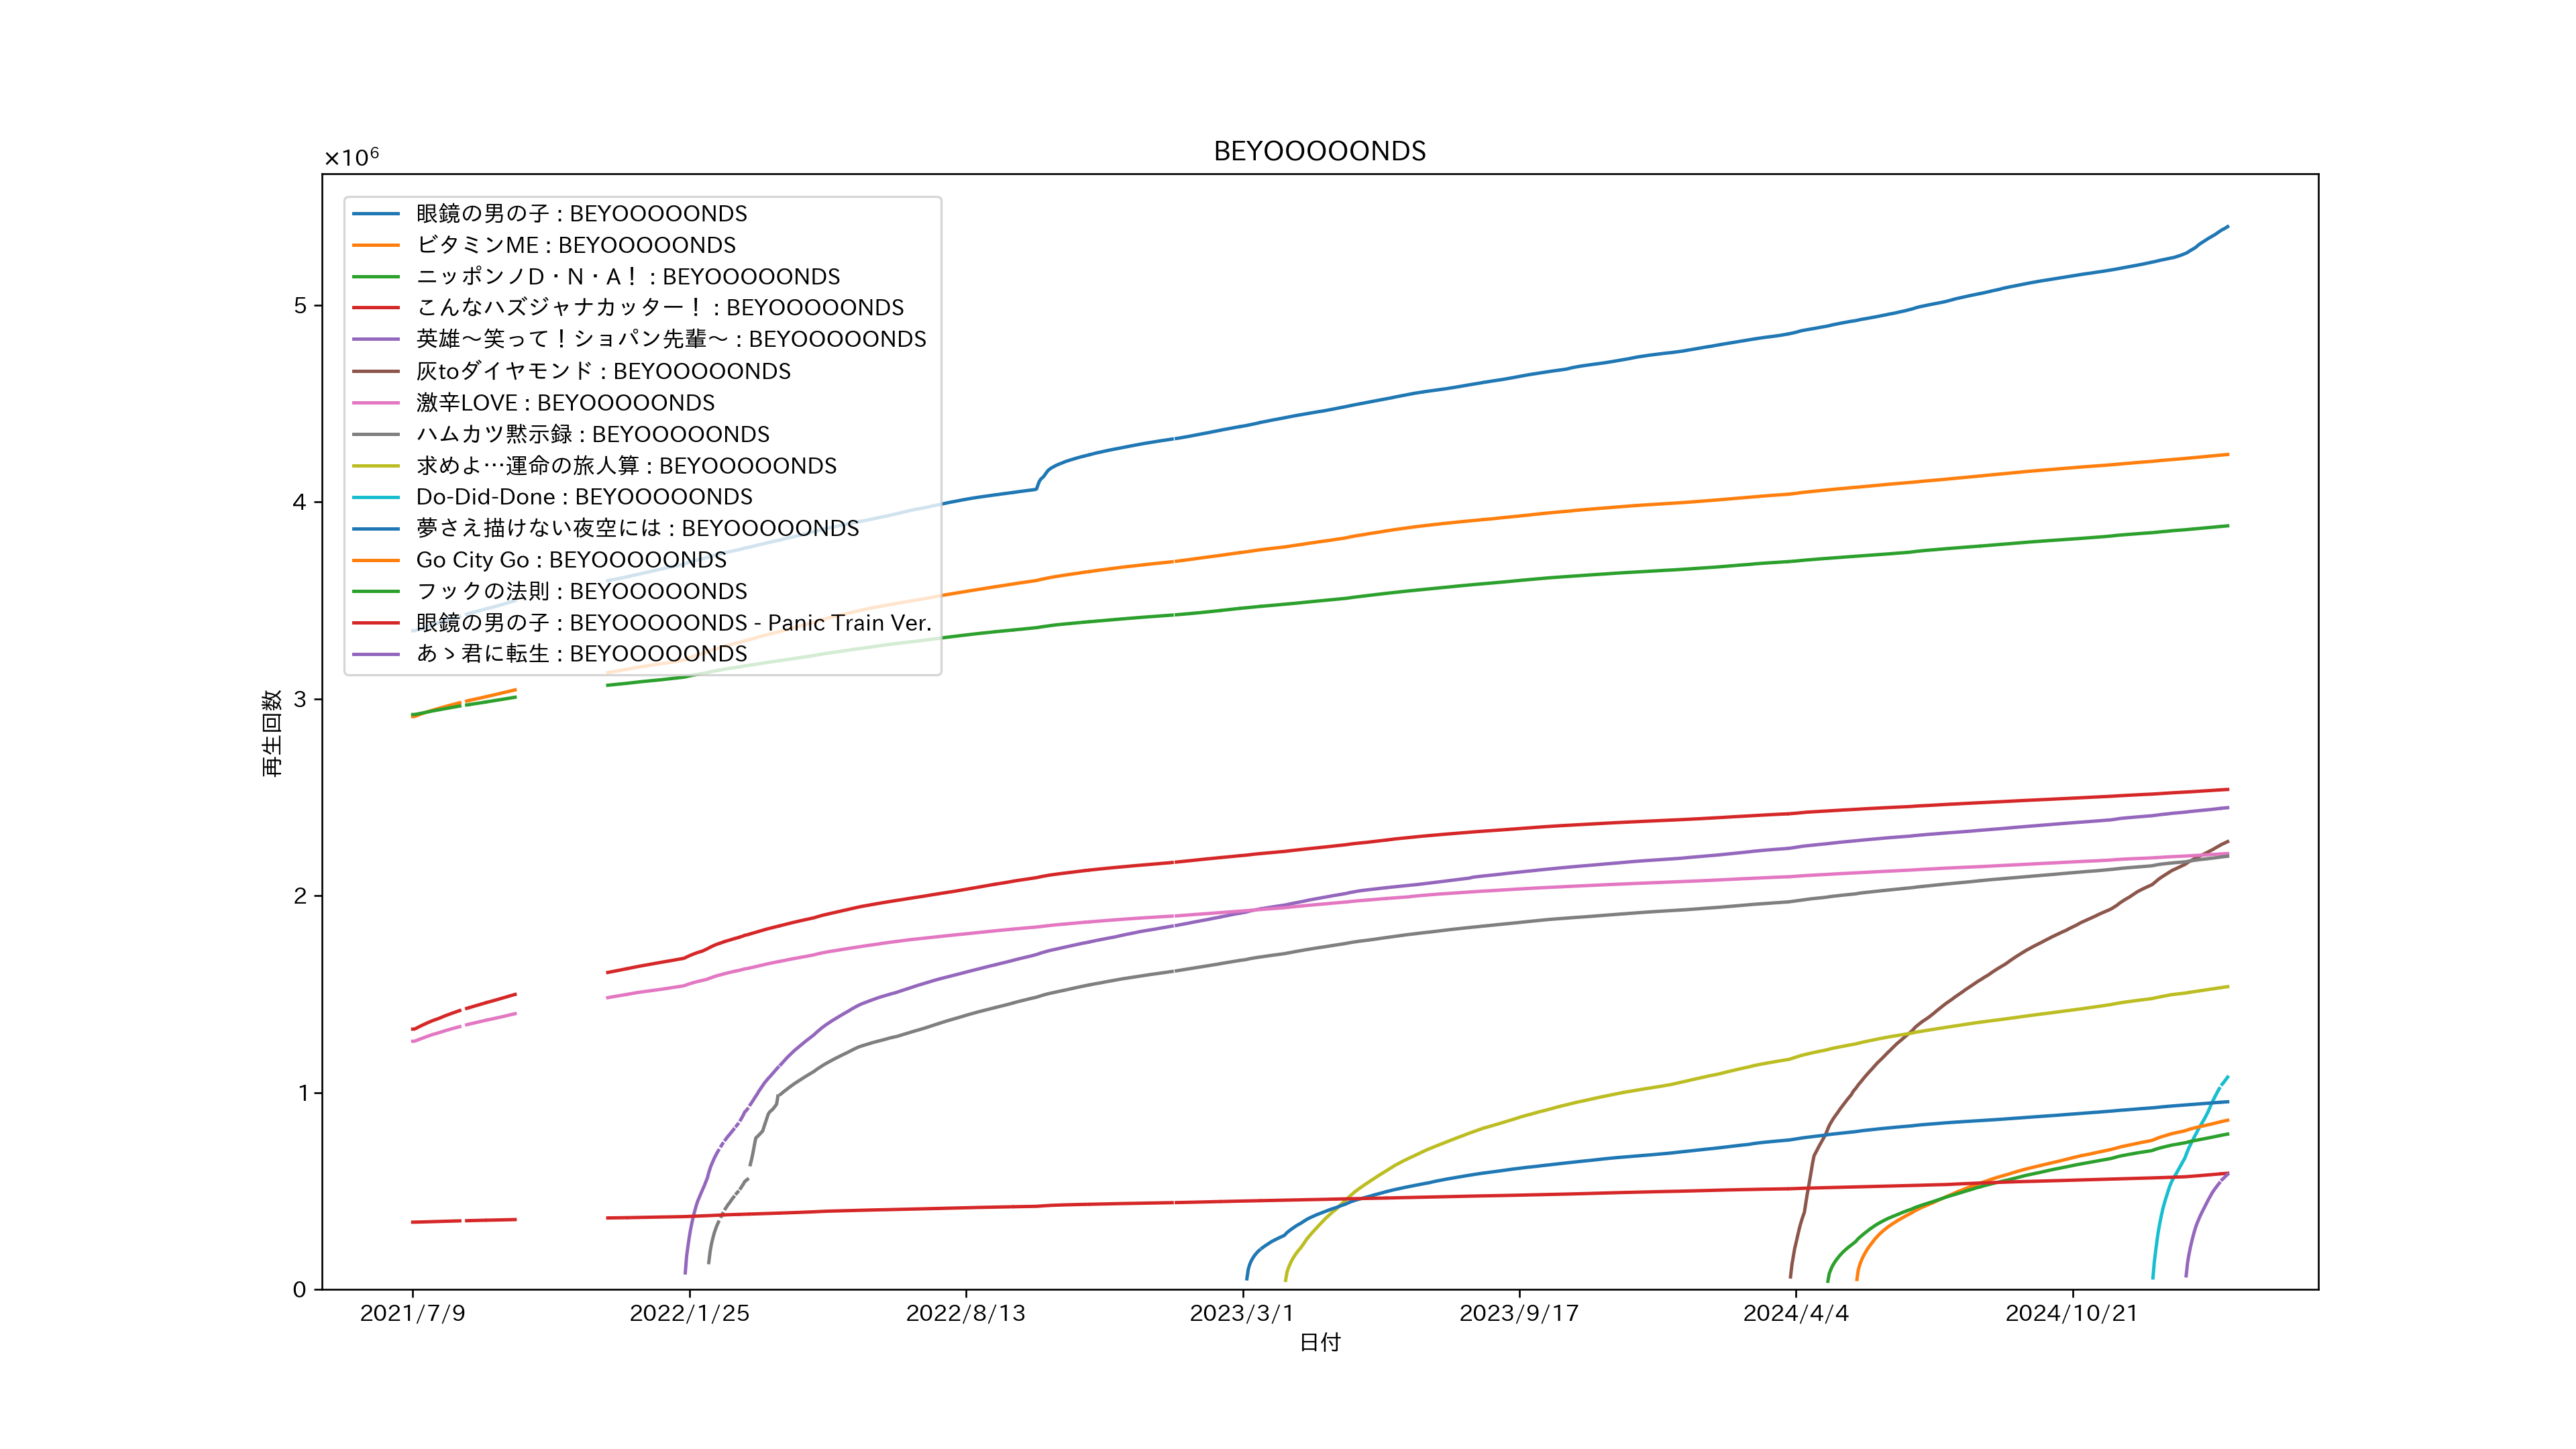 BEYOOOOONDS
×10⁶
眼鏡の男の子 : BEYOOOOONDS
ビタミンME : BEYOOOOONDS
ニッポンノD・N・A！ : BEYOOOOONDS
こんなハズジャナカッター！ : BEYOOOOONDS
英雄〜笑って！ショパン先輩〜 : BEYOOOOONDS
灰toダイヤモンド : BEYOOOOONDS
激辛LOVE : BEYOOOOONDS
ハムカツ黙示録 : BEYOOOOONDS
求めよ…運命の旅人算 : BEYOOOOONDS
Do-Did-Done : BEYOOOOONDS
夢さえ描けない夜空には : BEYOOOOONDS
Go City Go : BEYOOOOONDS
フックの法則 : BEYOOOOONDS
眼鏡の男の子 : BEYOOOOONDS - Panic Train Ver.
あゝ君に転生 : BEYOOOOONDS
5
4
3
2
1
0
再生回数
2021/7/9
2022/1/25
2022/8/13
2023/3/1
2023/9/17
2024/4/4
2024/10/21
日付